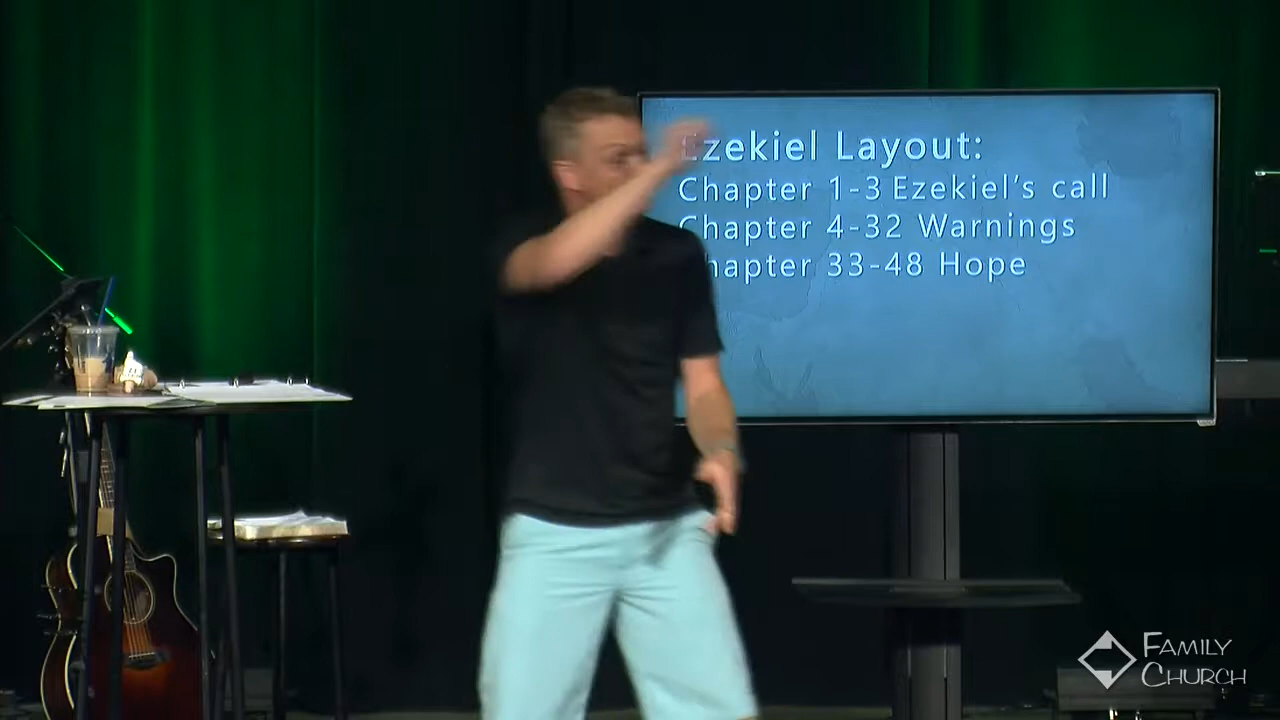 Ezekiel Layout:
Chapter 1-3 Ezekiel's call
Chapter 4-32 Warnings
Chapter 33-48 Hope
FAMILY
CHURCH